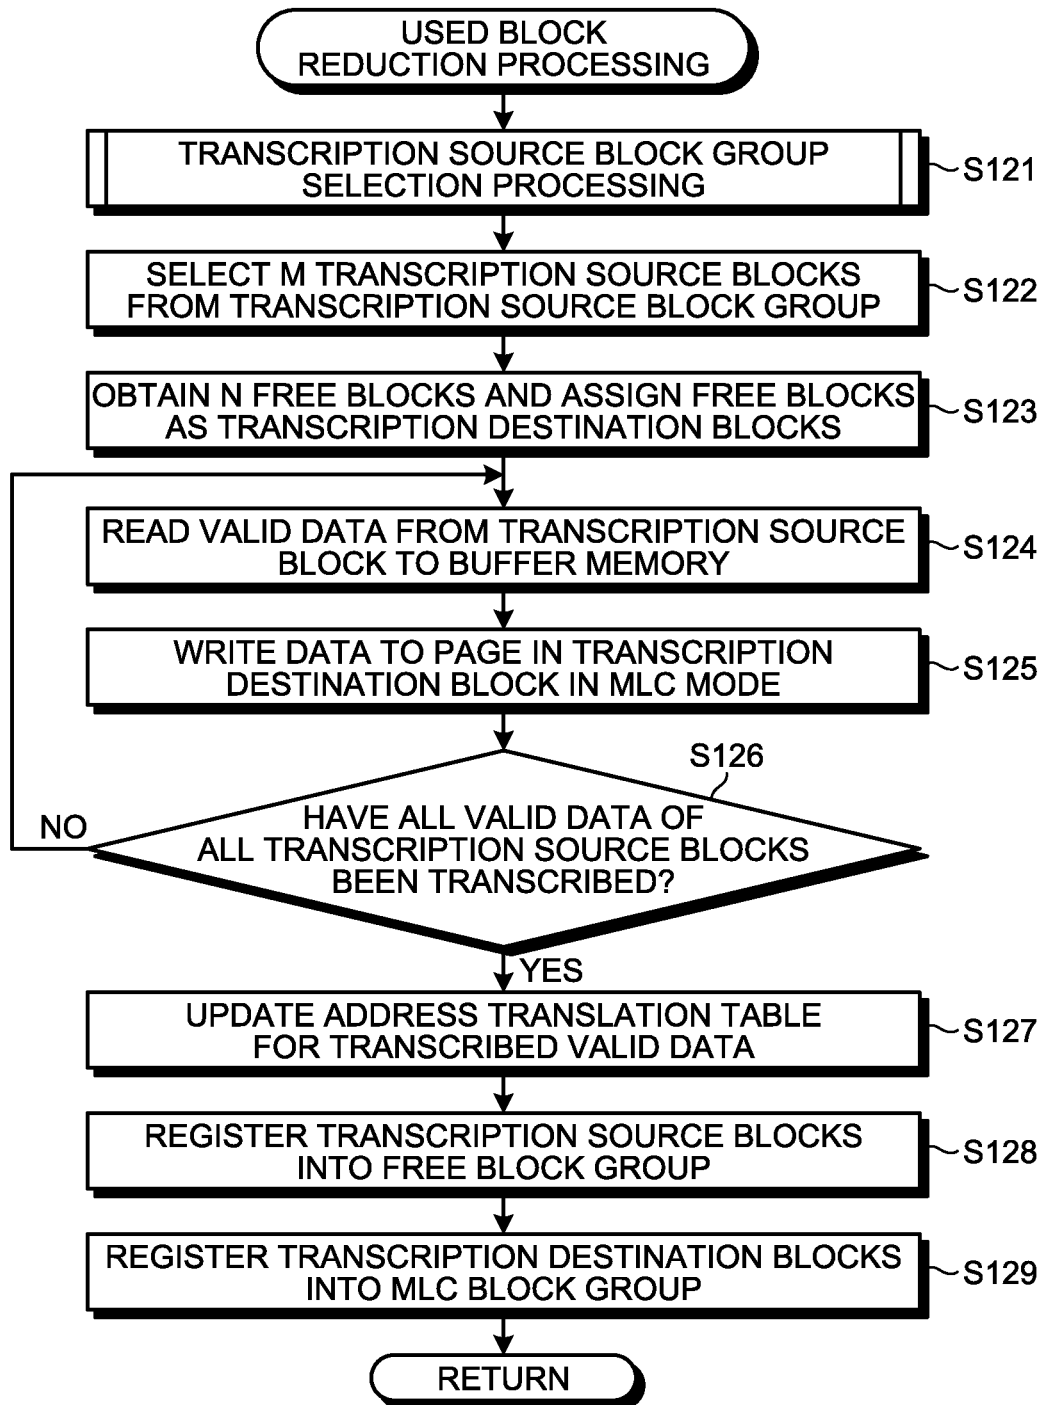 USED BLOCK
REDUCTION PROCESSING
TRANSCRIPTION SOURCE BLOCK GROUP
SELECTION PROCESSING
S121
SELECT M TRANSCRIPTION SOURCE BLOCKS
FROM TRANSCRIPTION SOURCE BLOCK GROUP
S122
OBTAIN N FREE BLOCKS AND ASSIGN FREE BLOCKS
AS TRANSCRIPTION DESTINATION BLOCKS
S123
READ VALID DATA FROM TRANSCRIPTION SOURCE
BLOCK TO BUFFER MEMORY
S124
WRITE DATA TO PAGE IN TRANSCRIPTION
DESTINATION BLOCK IN MLC MODE
S125
S126
HAVE ALL VALID DATA OF
ALL TRANSCRIPTION SOURCE BLOCKS
BEEN TRANSCRIBED?
NO
YES
UPDATE ADDRESS TRANSLATION TABLE
FOR TRANSCRIBED VALID DATA
S127
REGISTER TRANSCRIPTION SOURCE BLOCKS
INTO FREE BLOCK GROUP
S128
REGISTER TRANSCRIPTION DESTINATION BLOCKS
INTO MLC BLOCK GROUP
S129
RETURN